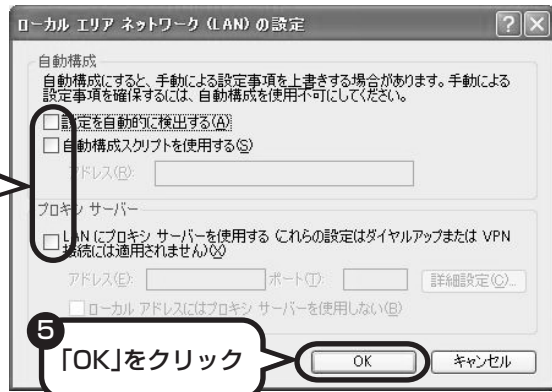 ローカル エリア ネットワーク (LAN) の設定
自動構成
自動構成にすると、手動による設定事項を上書きする場合があります。手動による
設定事項を確保するには、自動構成を使用不可にしてください。
設定を自動的に検出する(A)
自動構成スクリプトを使用する(S)
アドレス(R):
プロキシ サーバー
LAN にプロキシ サーバーを使用する (これらの設定はダイヤルアップまたは VPN
接続には適用されません)(X)
アドレス(E): ポート(T): 詳細設定(C)...
ローカル アドレスにはプロキシ サーバーを使用しない(B)
5
「OK」をクリック
OK キャンセル